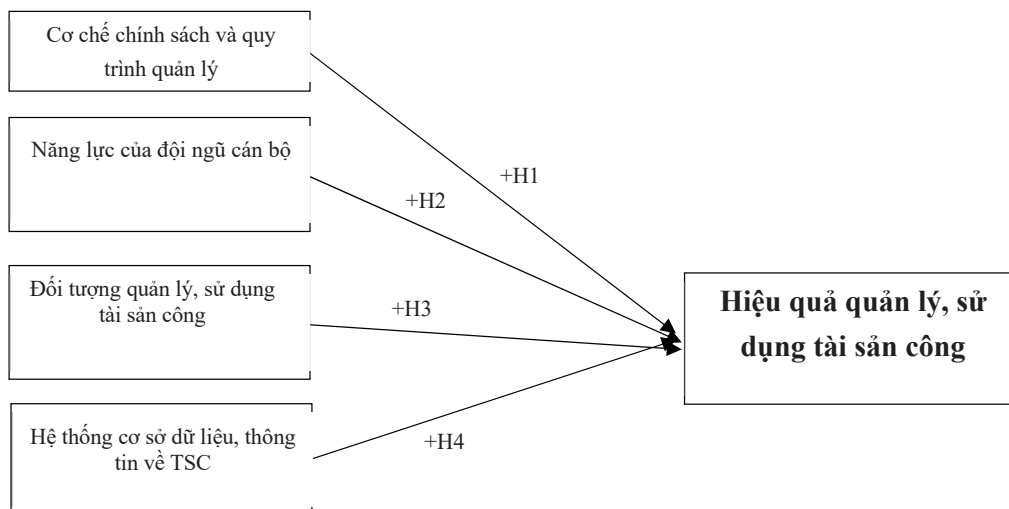 Cơ chế chính sách và quy
trình quản lý
Năng lực của đội ngũ cán bộ
+H1
+H2
Đối tượng quản lý, sử dụng
tài sản công
+H3
Hiệu quả quản lý, sử
dụng tài sản công
Hệ thống cơ sở dữ liệu, thông
tin về TSC
+H4